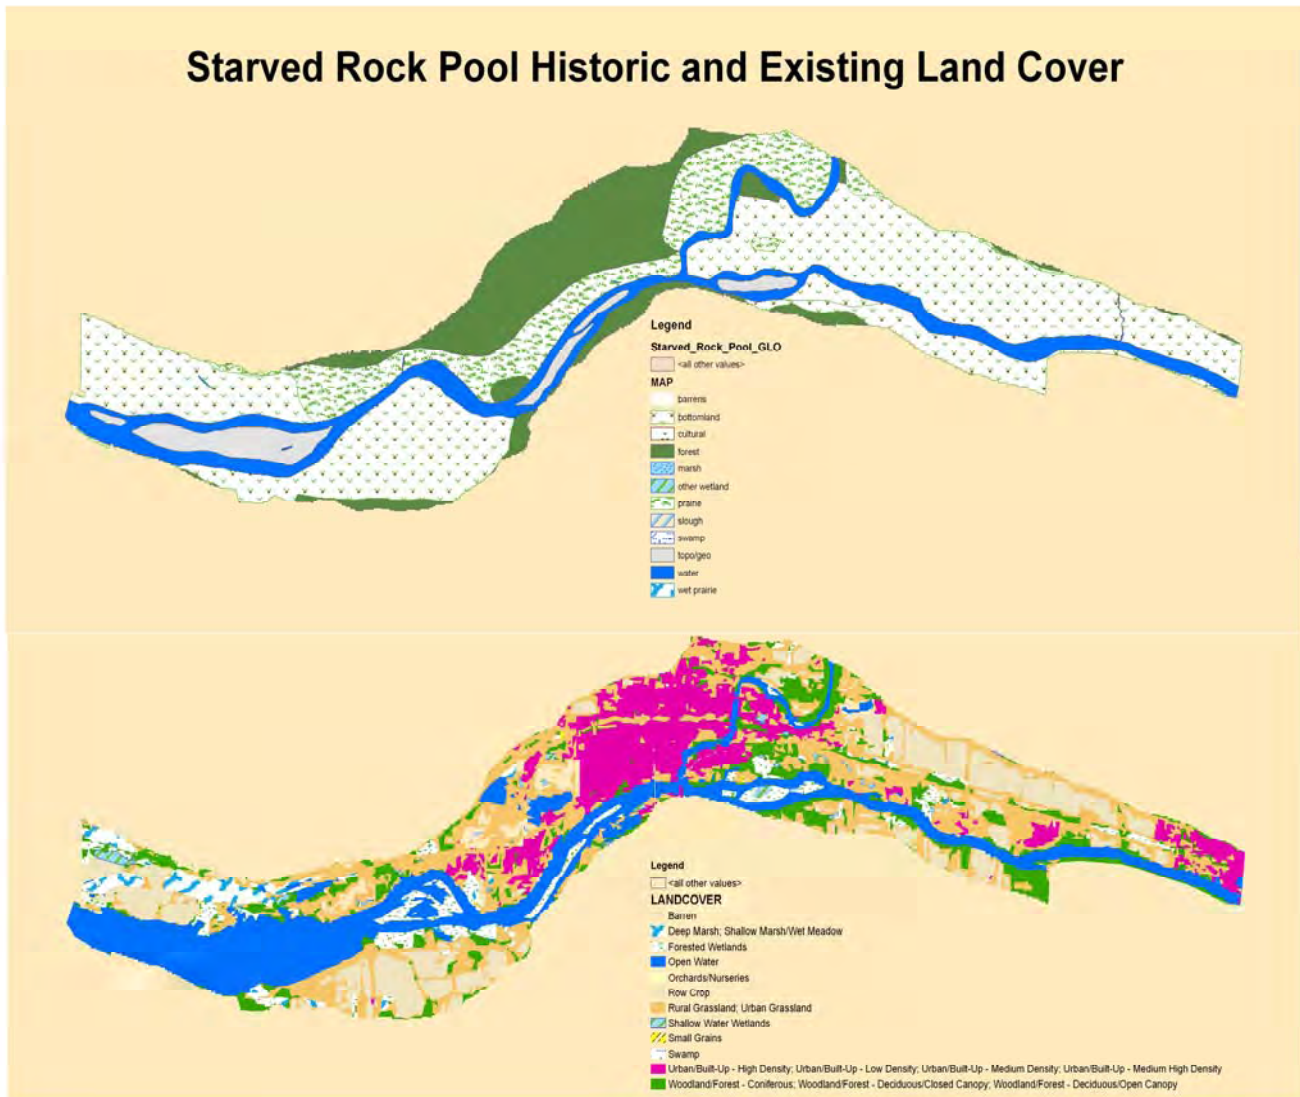 Starved Rock Pool Historic and Existing Land Cover
Legend
Starved_Rock_Pool_GLO
<all other values>
MAP
barrens
bottomland
cultural
forest
marsh
other wetland
prairie
slough
swamp
topo/geo
water
wet prairie
Legend
<all other values>
LANDCOVER
Barren
Deep Marsh; Shallow Marsh/Wet Meadow
Forested Wetlands
Open Water
Orchards/Nurseries
Row Crop
Rural Grassland; Urban Grassland
Shallow Water Wetlands
Small Grains
Swamp
Urban/Built-Up - High Density; Urban/Built-Up - Low Density; Urban/Built-Up - Medium Density; Urban/Built-Up - Medium High Density
Woodland/Forest - Coniferous; Woodland/Forest - Deciduous/Closed Canopy; Woodland/Forest - Deciduous/Open Canopy